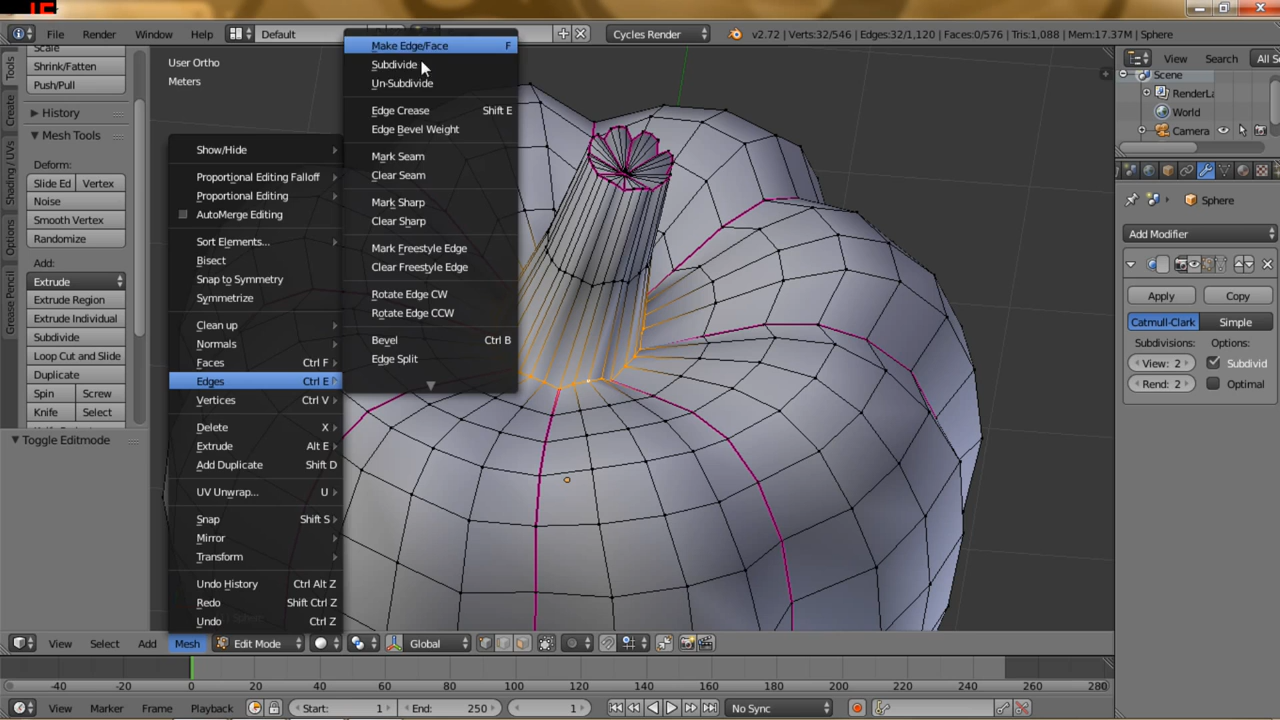 File Render Window Help Default Cycles Render v2.72 | Verts:32/546 | Edges:32/1,120 | Faces:0/576 | Tris:1,088 | Mem:17.37M | Sphere
User Ortho
Meters
Tools
Create
Shading / UVs
Options
Grease Pencil
Scale
Shrink/Fatten
Push/Pull
History
Mesh Tools
Deform:
Slide Ed Vertex
Noise
Smooth Vertex
Randomize
Add:
Extrude
Extrude Region
Extrude Individual
Subdivide
Loop Cut and Slide
Duplicate
Spin Screw
Knife Select
Toggle Editmode
Show/Hide
Proportional Editing Falloff
Proportional Editing
AutoMerge Editing
Sort Elements...
Bisect
Snap to Symmetry
Symmetrize
Clean up
Normals
Faces Ctrl F
Edges Ctrl E
Vertices Ctrl V
Delete X
Extrude Alt E
Add Duplicate Shift D
UV Unwrap... U
Snap Shift S
Mirror
Transform
Undo History Ctrl Alt Z
Redo Shift Ctrl Z
Undo Ctrl Z
Make Edge/Face F
Subdivide
Un-Subdivide
Edge Crease Shift E
Edge Bevel Weight
Mark Seam
Clear Seam
Mark Sharp
Clear Sharp
Mark Freestyle Edge
Clear Freestyle Edge
Rotate Edge CW
Rotate Edge CCW
Bevel Ctrl B
Edge Split
View Search All S
Scene
RenderLa
World
Camera
Sphere
Add Modifier
Apply Copy
Catmull-Clark Simple
Subdivisions: Options:
View: 2 Subdivid
Rend: 2 Optimal
View Select Add Mesh Edit Mode Global
-40 -20 0 20 40 60 80 100 120 140 160 180 200 220 240 260 280
View Marker Frame Playback Start: 1 End: 250 1 No Sync